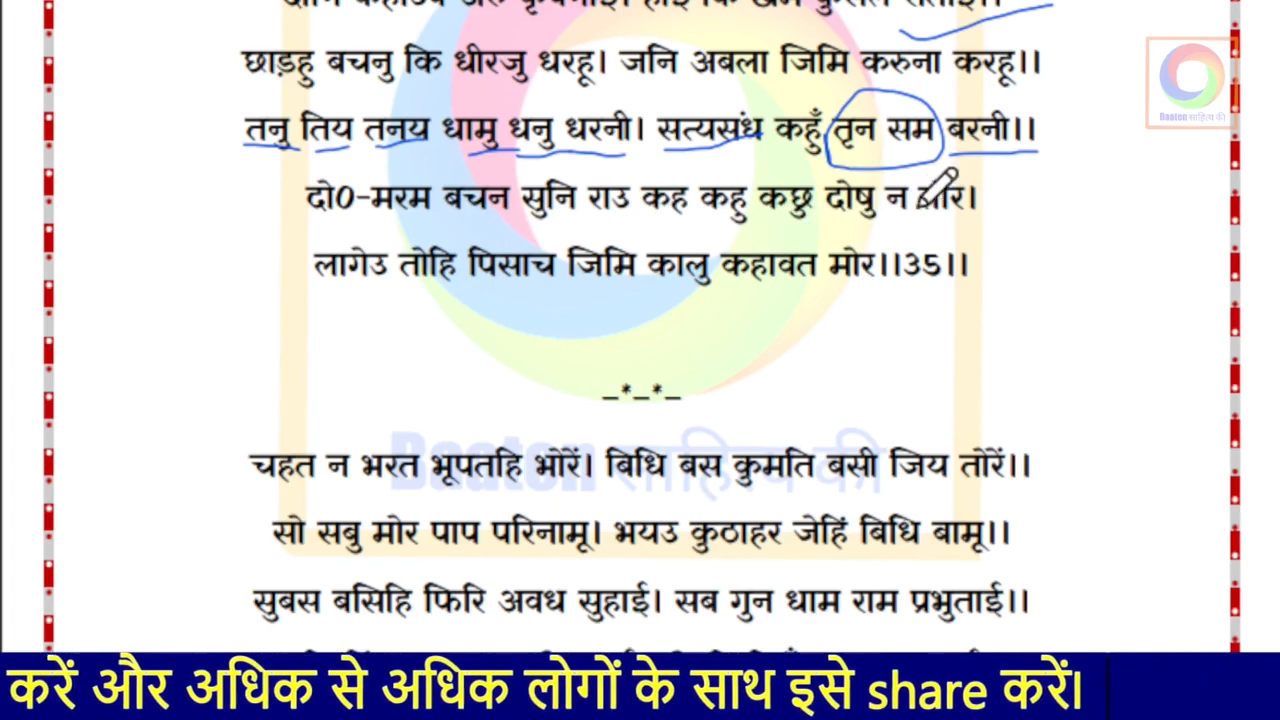 छाड़हु बचनु कि धीरजु धरहू। जनि अबला जिमि करुना करहू।।
तनु तिय तनय धामु धनु धरनी। सत्यसंध कहुँ तृन सम बरनी।।
दो0-मरम बचन सुनि राउ कह कहु कछु दोषु न
लागेउ तोहि पिसाच जिमि कालु कहावत मोर।।35।।
_*_*_
Baaten साहित्य की
चहत न भरत भूपतहि भोरें। बिधि बस कुमति बसी जिय तोरें।।
सो सबु मोर पाप परिनामू। भयउ कुठाहर जेहिं बिधि बामू।।
सुबस बसिहि फिरि अवध सुहाई। सब गुन धाम राम प्रभुताई।।
करें और अधिक से अधिक लोगों के साथ इसे share करें।
Baaten साहित्य की